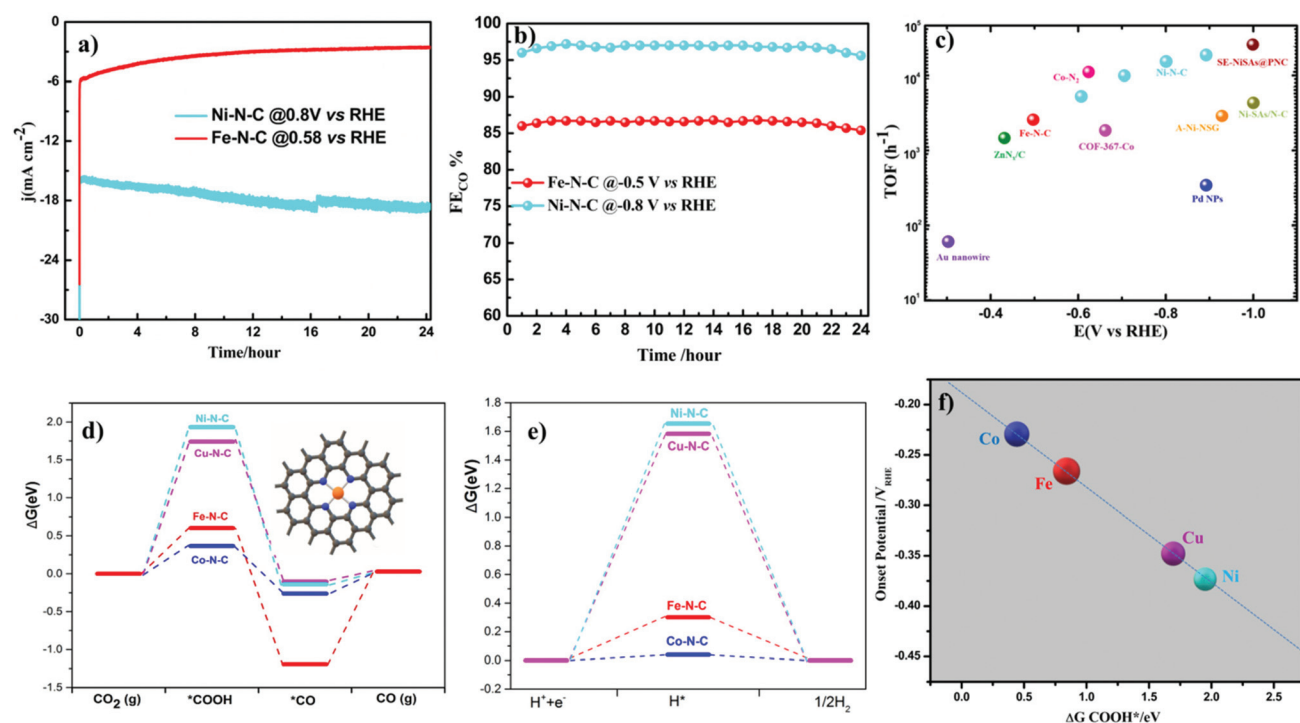 a)
j(mA cm-2)
0
-6
-12
-18
-24
-30
Ni-N-C @0.8V vs RHE
Fe-N-C @0.58 vs RHE
0 4 8 12 16 20 24
Time/hour
b)
FECO %
100
95
90
85
80
75
70
65
60
Fe-N-C @-0.5 V vs RHE
Ni-N-C @-0.8 V vs RHE
0 2 4 6 8 10 12 14 16 18 20 22 24
Time /hour
c)
TOF (h-1)
105
104
103
102
101
SE-NiSAs@PNC
Co-N2
Ni-N-C
Fe-N-C
A-Ni-NSG
Ni-SAs/N-C
ZnNx/C
COF-367-Co
Pd NPs
Au nanowire
-0.4 -0.6 -0.8 -1.0
E(V vs RHE)
d)
ΔG(eV)
2.0
1.5
1.0
0.5
0.0
-0.5
-1.0
-1.5
Ni-N-C
Cu-N-C
Fe-N-C
Co-N-C
CO2 (g) *COOH *CO CO (g)
e)
ΔG(eV)
1.8
1.6
1.4
1.2
1.0
0.8
0.6
0.4
0.2
0.0
-0.2
Ni-N-C
Cu-N-C
Fe-N-C
Co-N-C
H++e- H* 1/2H2
f)
Onset Potential /VRHE
-0.20
-0.25
-0.30
-0.35
-0.40
-0.45
Co
Fe
Cu
Ni
0.0 0.5 1.0 1.5 2.0 2.5
ΔG COOH*/eV